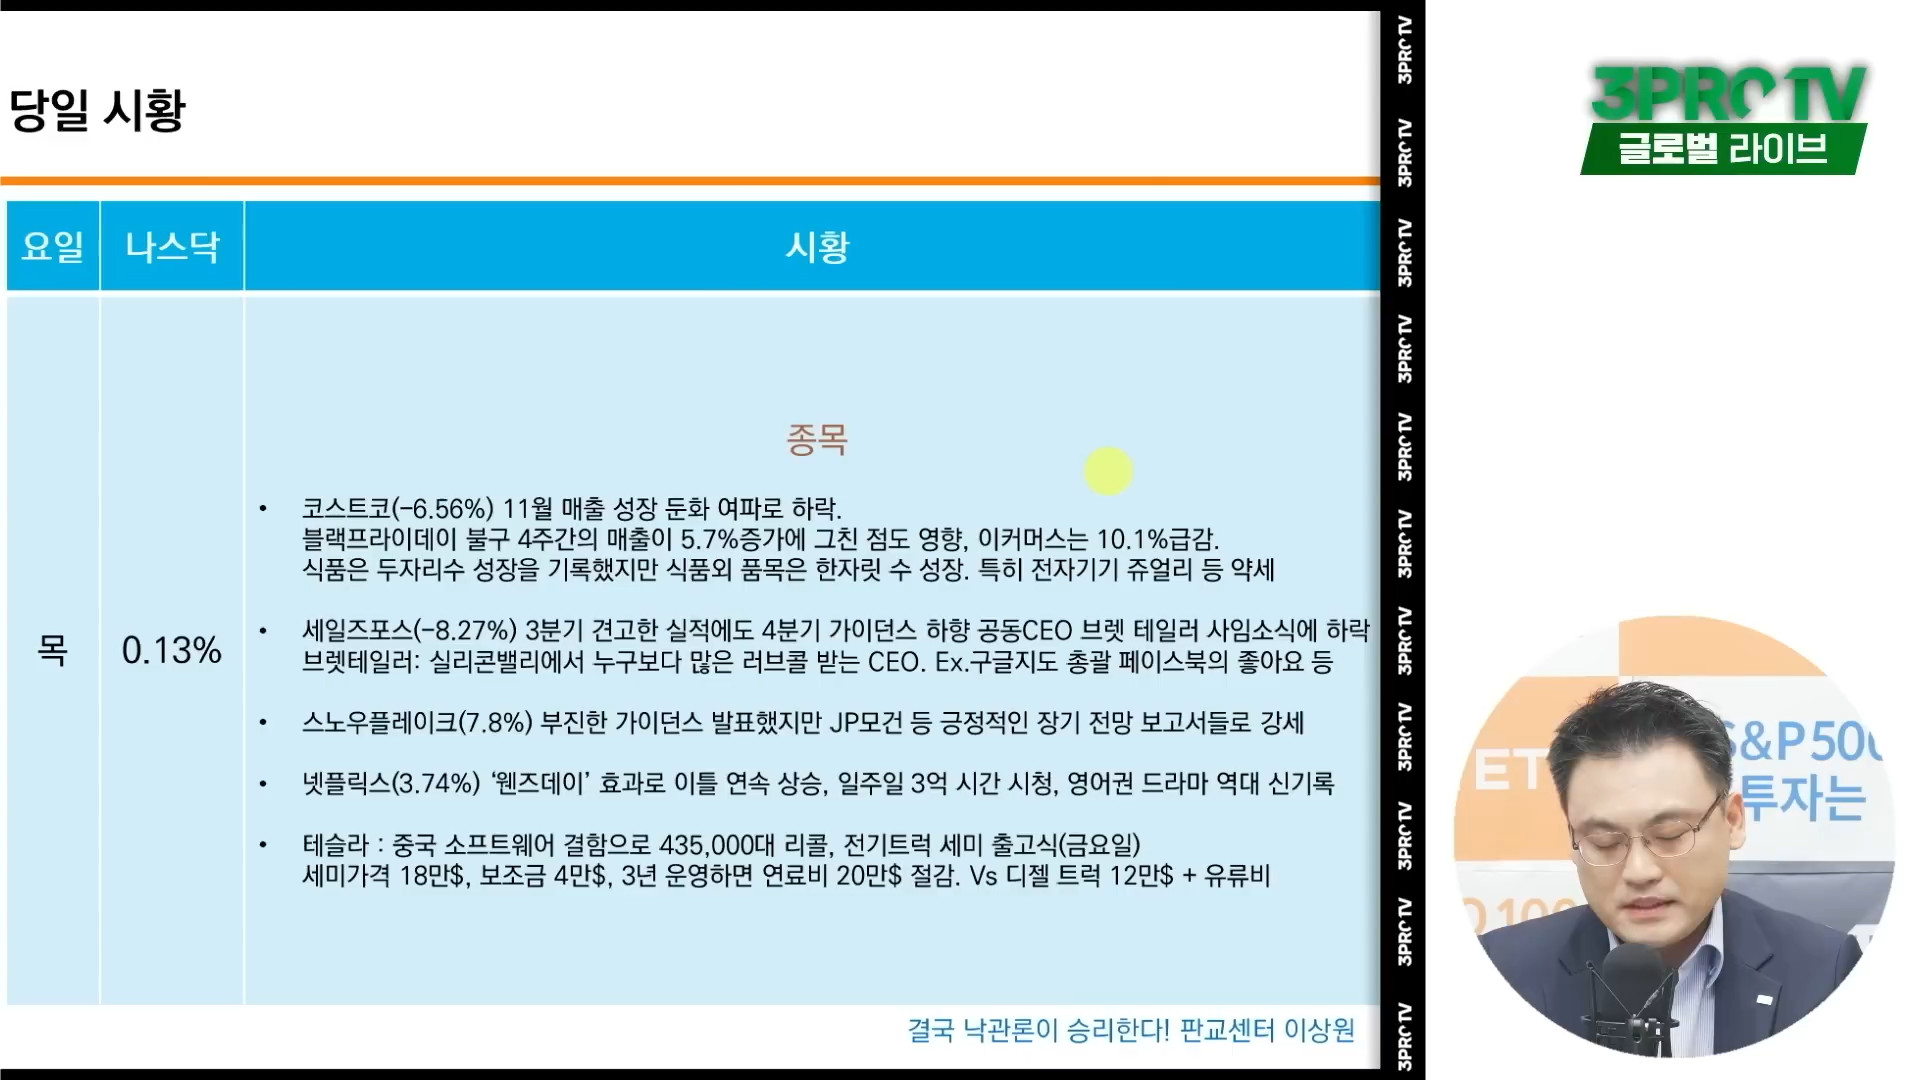 당일 시황
요일
나스닥
시황
목
0.13%
종목
• 코스트코(-6.56%) 11월 매출 성장 둔화 여파로 하락.
블랙프라이데이 불구 4주간의 매출이 5.7%증가에 그친 점도 영향, 이커머스는 10.1%급감.
식품은 두자리수 성장을 기록했지만 식품외 품목은 한자릿 수 성장. 특히 전자기기 쥬얼리 등 약세
• 세일즈포스(-8.27%) 3분기 견고한 실적에도 4분기 가이던스 하향 공동CEO 브렛 테일러 사임소식에 하락
브렛테일러: 실리콘밸리에서 누구보다 많은 러브콜 받는 CEO. Ex.구글지도 총괄 페이스북의 좋아요 등
• 스노우플레이크(7.8%) 부진한 가이던스 발표했지만 JP모건 등 긍정적인 장기 전망 보고서들로 강세
• 넷플릭스(3.74%) ‘웬즈데이’ 효과로 이틀 연속 상승, 일주일 3억 시간 시청, 영어권 드라마 역대 신기록
• 테슬라 : 중국 소프트웨어 결함으로 435,000대 리콜, 전기트럭 세미 출고식(금요일)
세미가격 18만$, 보조금 4만$, 3년 운영하면 연료비 20만$ 절감. Vs 디젤 트럭 12만$ + 유류비
결국 낙관론이 승리한다! 판교센터 이상원
3PROTV
3PROTV
3PROTV
3PROTV
3PROTV
3PROTV
3PROTV
3PROTV
3PROTV
3PROTV
3PROTV
3PROTV
글로벌 라이브
S&P500
ET
투자는
100